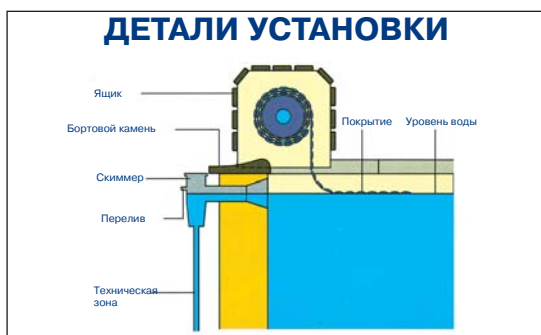 ДЕТАЛИ УСТАНОВКИ
Ящик
Покрытие
Уровень воды
Бортовой камень
Скиммер
Перелив
Техническая
зона